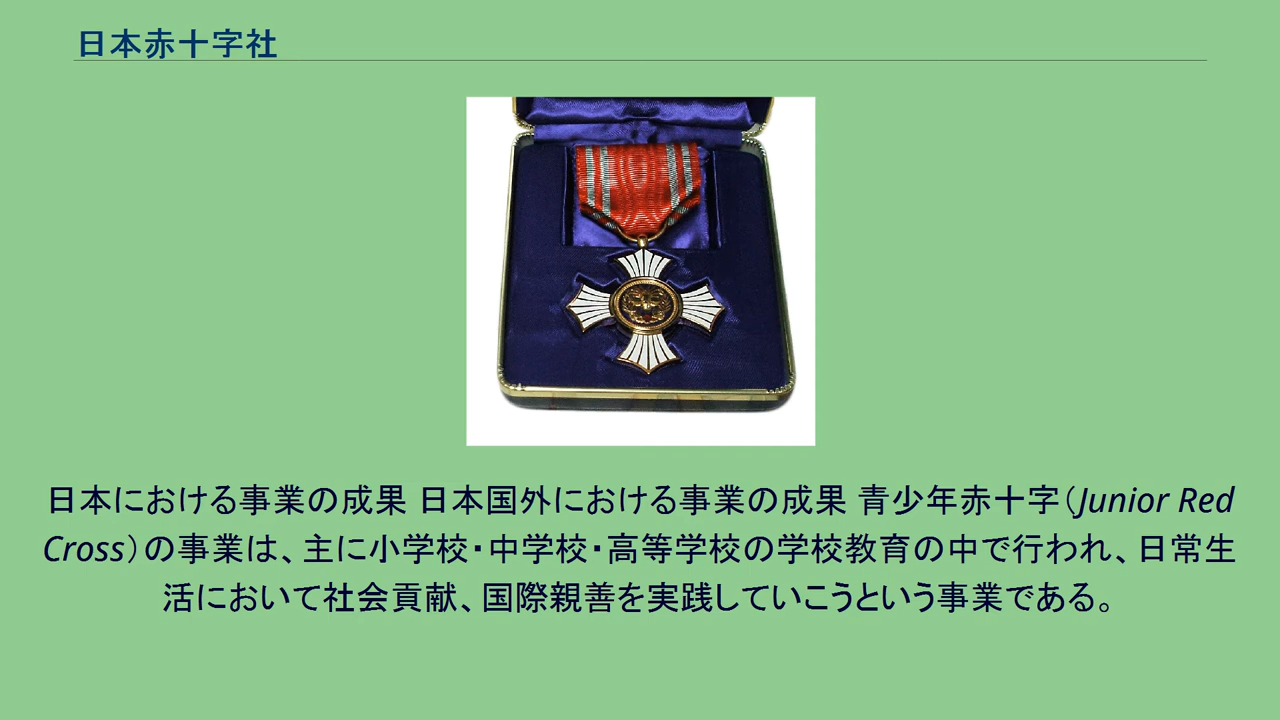 日本赤十字社
日本における事業の成果 日本国外における事業の成果 青少年赤十字（Junior Red
Cross）の事業は、主に小学校・中学校・高等学校の学校教育の中で行われ、日常生
活において社会貢献、国際親善を実践していこうという事業である。